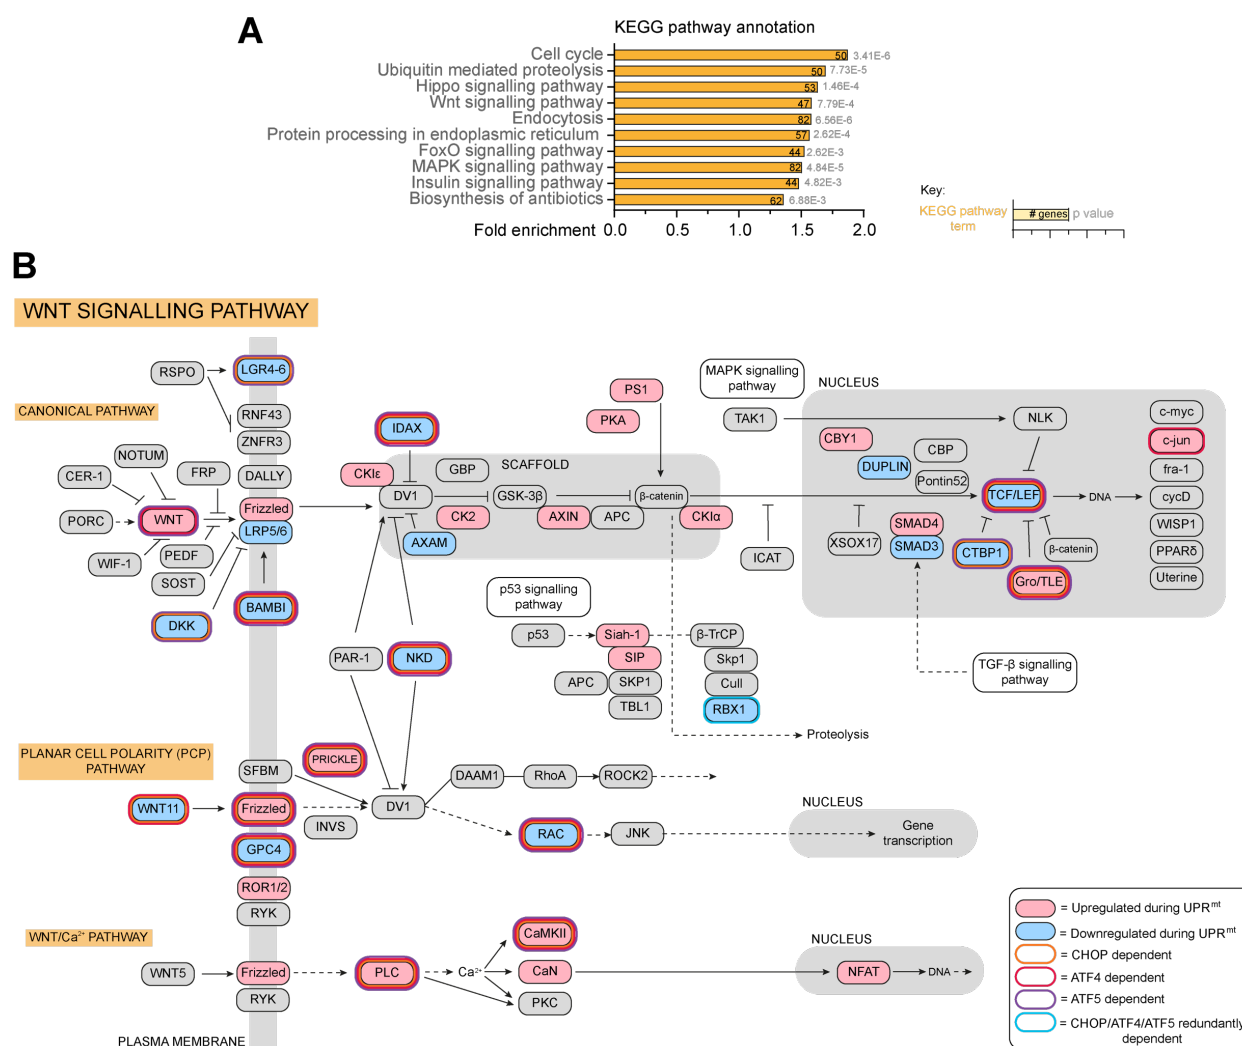 A
KEGG pathway annotation
Cell cycle 50 3.41E-6
Ubiquitin mediated proteolysis 50 7.73E-5
Hippo signalling pathway 53 1.46E-4
Wnt signalling pathway 47 7.79E-4
Endocytosis 82 6.56E-6
Protein processing in endoplasmic reticulum 57 2.62E-4
FoxO signalling pathway 44 2.62E-3
MAPK signalling pathway 82 4.84E-5
Insulin signalling pathway 44 4.82E-3
Biosynthesis of antibiotics 62 6.88E-3
Fold enrichment 0.0 0.5 1.0 1.5 2.0
Key:
KEGG pathway
term
# genes p value
B
WNT SIGNALLING PATHWAY
CANONICAL PATHWAY
RSPO
LGR4-6
RNF43
ZNFR3
DALLY
NOTUM
CER-1
FRP
PORC
WNT
Frizzled
LRP5/6
WIF-1
PEDF
SOST
DKK
BAMBI
IDAX
CKIε
GBP
SCAFFOLD
DV1
GSK-3β
β-catenin
CK2
AXIN
APC
CKIα
AXAM
PS1
PKA
MAPK signalling
pathway
TAK1
ICAT
NUCLEUS
NLK
CBY1
CBP
DUPLIN
Pontin52
TCF/LEF
DNA
XSOX17
SMAD4
SMAD3
CTBP1
β-catenin
Gro/TLE
c-myc
c-jun
fra-1
cycD
WISP1
PPARδ
Uterine
TGF-β signalling
pathway
p53 signalling
pathway
p53
Siah-1
β-TrCP
SIP
Skp1
APC
SKP1
Cull
TBL1
RBX1
Proteolysis
PAR-1
NKD
PLANAR CELL POLARITY (PCP)
PATHWAY
SFBM
PRICKLE
WNT11
Frizzled
INVS
DV1
DAAM1
RhoA
ROCK2
GPC4
RAC
JNK
NUCLEUS
Gene
transcription
ROR1/2
RYK
WNT/Ca²⁺ PATHWAY
WNT5
Frizzled
RYK
PLC
Ca²⁺
CaMKII
CaN
PKC
NUCLEUS
NFAT
DNA
PLASMA MEMBRANE
= Upregulated during UPRᵐᵗ
= Downregulated during UPRᵐᵗ
= CHOP dependent
= ATF4 dependent
= ATF5 dependent
= CHOP/ATF4/ATF5 redundantly
dependent